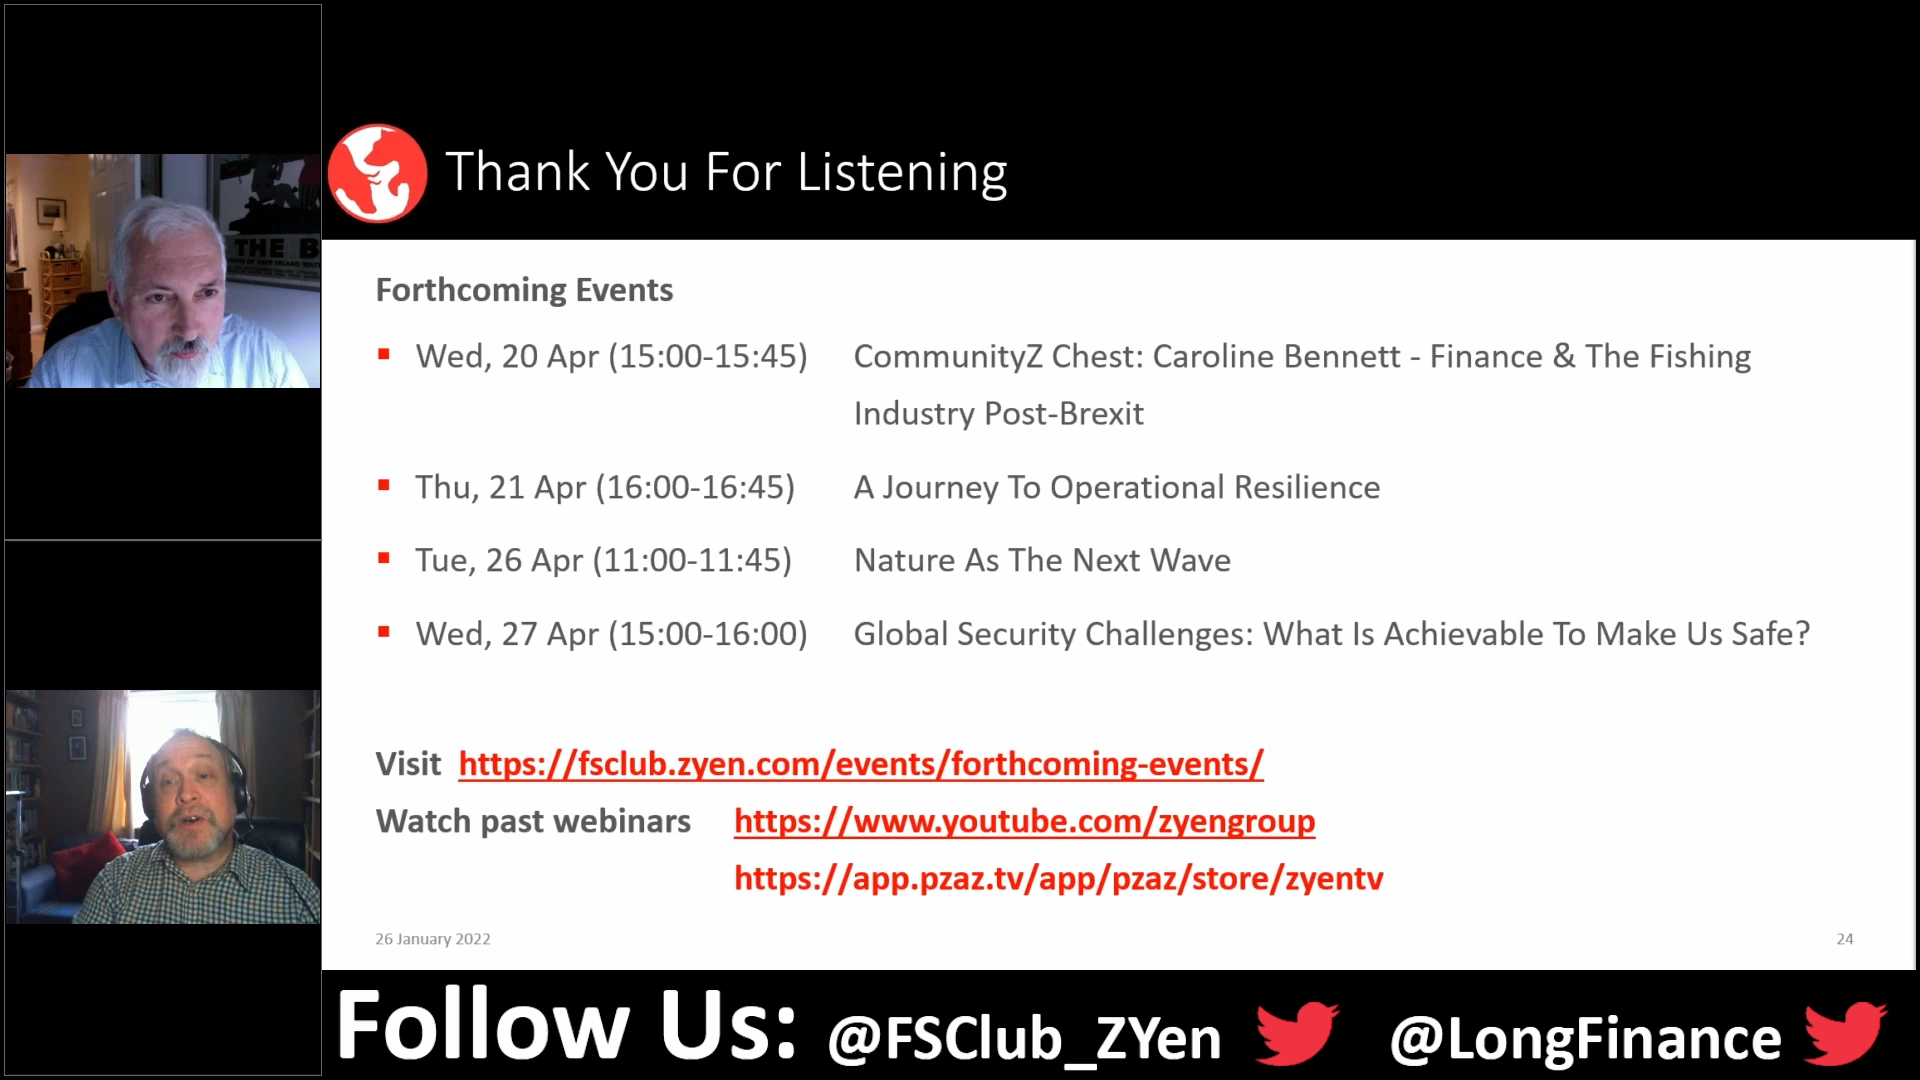 THE B
Thank You For Listening
Forthcoming Events
▪ Wed, 20 Apr (15:00-15:45) CommunityZ Chest: Caroline Bennett - Finance & The Fishing
Industry Post-Brexit
▪ Thu, 21 Apr (16:00-16:45) A Journey To Operational Resilience
▪ Tue, 26 Apr (11:00-11:45) Nature As The Next Wave
▪ Wed, 27 Apr (15:00-16:00) Global Security Challenges: What Is Achievable To Make Us Safe?
Visit https://fsclub.zyen.com/events/forthcoming-events/
Watch past webinars https://www.youtube.com/zyengroup
https://app.pzaz.tv/app/pzaz/store/zyentv
26 January 2022 24
Follow Us: @FSClub_ZYen @LongFinance